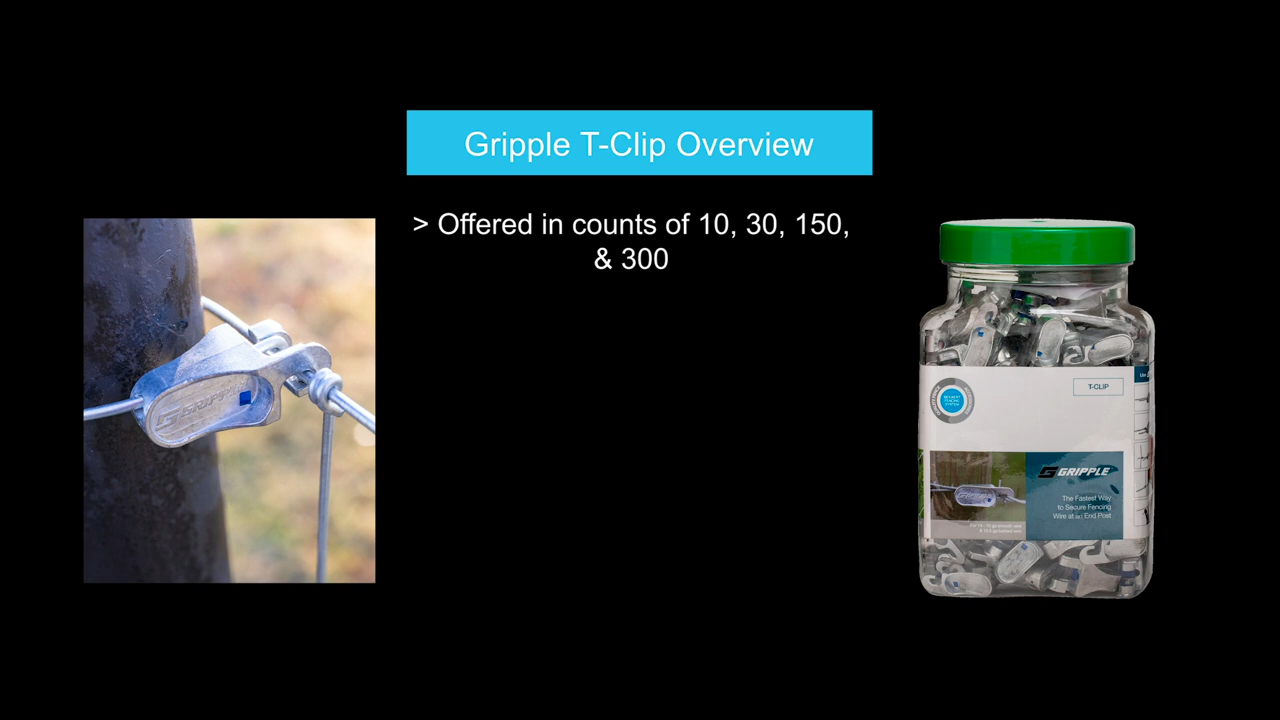 Gripple T-Clip Overview
> Offered in counts of 10, 30, 150,
& 300
GRIPPLE
T-CLIP
GRIPPLE
The Fastest Way
to Secure Fencing
Wire at an End Post